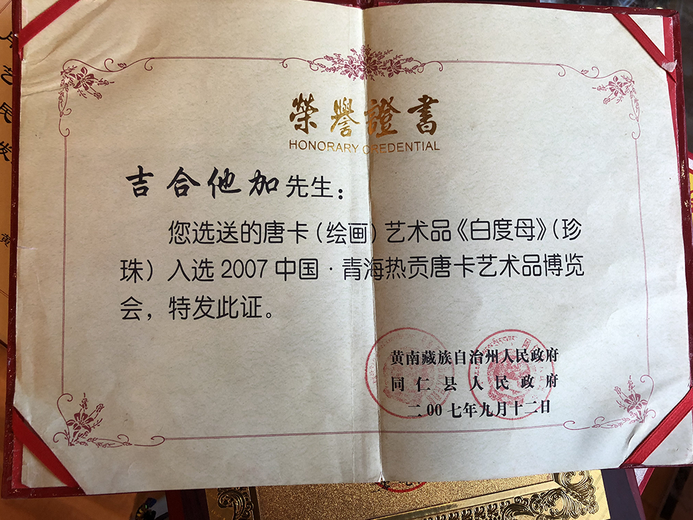 榮譽證書
HONORARY CREDENTIAL
吉合他加先生：
您选送的唐卡（绘画）艺术品《白度母》（珍
珠）入选2007中国·青海热贡唐卡艺术品博览
会，特发此证。
黄南藏族自治州人民政府
同仁县人民政府
二00七年九月十二日